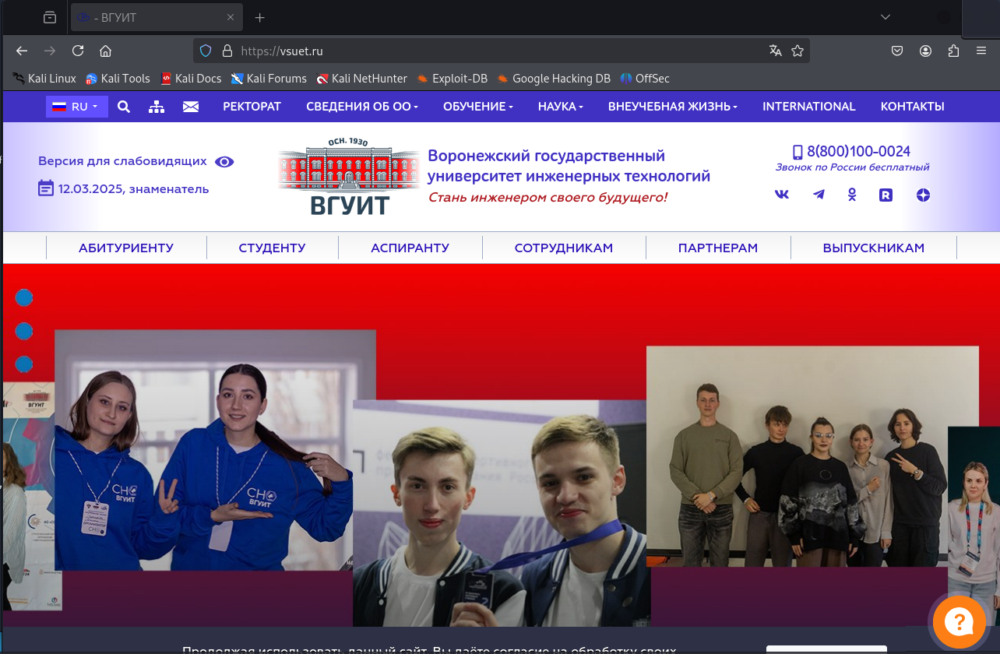 - ВГУИТ
https://vsuet.ru
Kali Linux Kali Tools Kali Docs Kali Forums Kali NetHunter Exploit-DB Google Hacking DB OffSec
RU РЕКТОРАТ СВЕДЕНИЯ ОБ ОО ОБУЧЕНИЕ НАУКА ВНЕУЧЕБНАЯ ЖИЗНЬ INTERNATIONAL КОНТАКТЫ
Версия для слабовидящих
12.03.2025, знаменатель
ОСН. 1930
ВГУИТ
Воронежский государственный
университет инженерных технологий
Стань инженером своего будущего!
8(800)100-0024
Звонок по России бесплатный
АБИТУРИЕНТУ СТУДЕНТУ АСПИРАНТУ СОТРУДНИКАМ ПАРТНЕРАМ ВЫПУСКНИКАМ
ВГУИТ
СНО
ВГУИТ
СНО
ВГУИТ
ОРГАНИЗАТОР
Продолжая использовать данный сайт, Вы даёте согласие на обработку своих